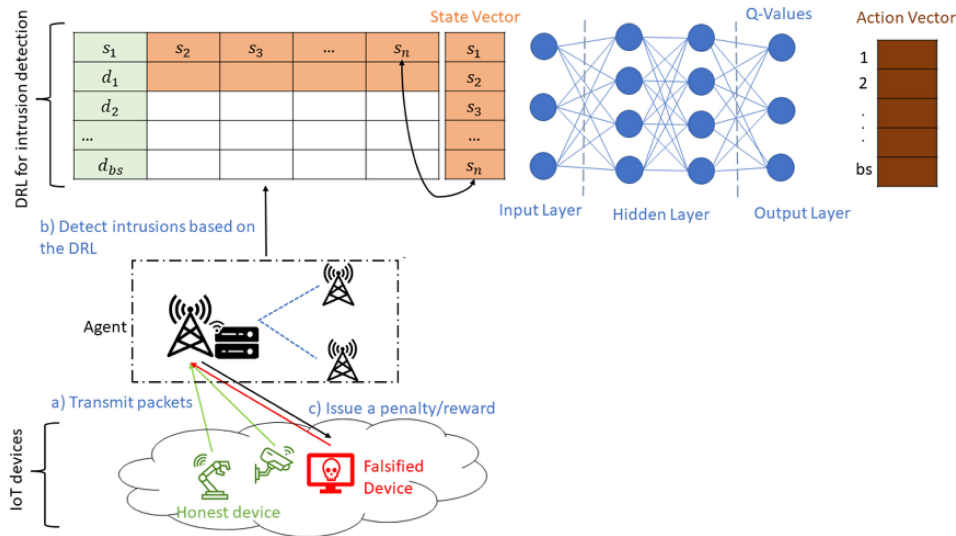 DRL for intrusion detection
State Vector
Q-Values
Action Vector
s₁ s₂ s₃ ... sₙ s₁
d₁ s₂
d₂ s₃
... ...
d_bs sₙ
1
2
.
.
.
bs
Input Layer
Hidden Layer
Output Layer
b) Detect intrusions based on
the DRL
Agent
a) Transmit packets
c) Issue a penalty/reward
IoT devices
Falsified
Device
Honest device